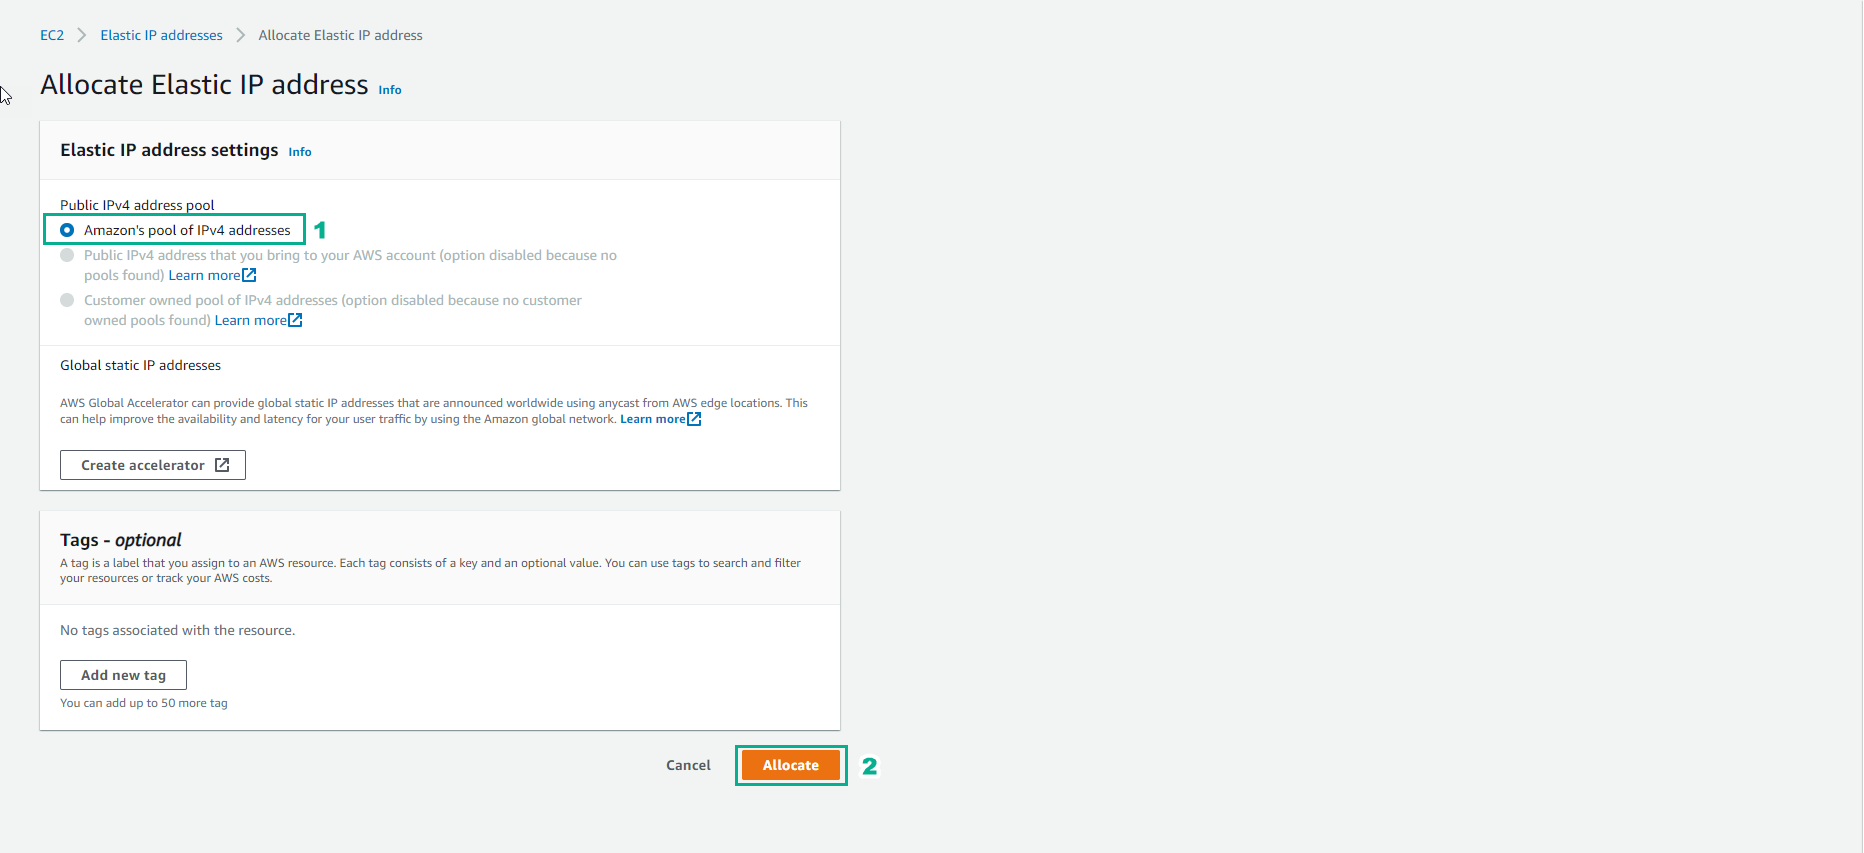 EC2 > Elastic IP addresses > Allocate Elastic IP address
Allocate Elastic IP address Info
Elastic IP address settings Info
Public IPv4 address pool
Amazon's pool of IPv4 addresses 1
Public IPv4 address that you bring to your AWS account (option disabled because no
pools found) Learn more
Customer owned pool of IPv4 addresses (option disabled because no customer
owned pools found) Learn more
Global static IP addresses
AWS Global Accelerator can provide global static IP addresses that are announced worldwide using anycast from AWS edge locations. This
can help improve the availability and latency for your user traffic by using the Amazon global network. Learn more
Create accelerator
Tags - optional
A tag is a label that you assign to an AWS resource. Each tag consists of a key and an optional value. You can use tags to search and filter
your resources or track your AWS costs.
No tags associated with the resource.
Add new tag
You can add up to 50 more tag
Cancel Allocate 2